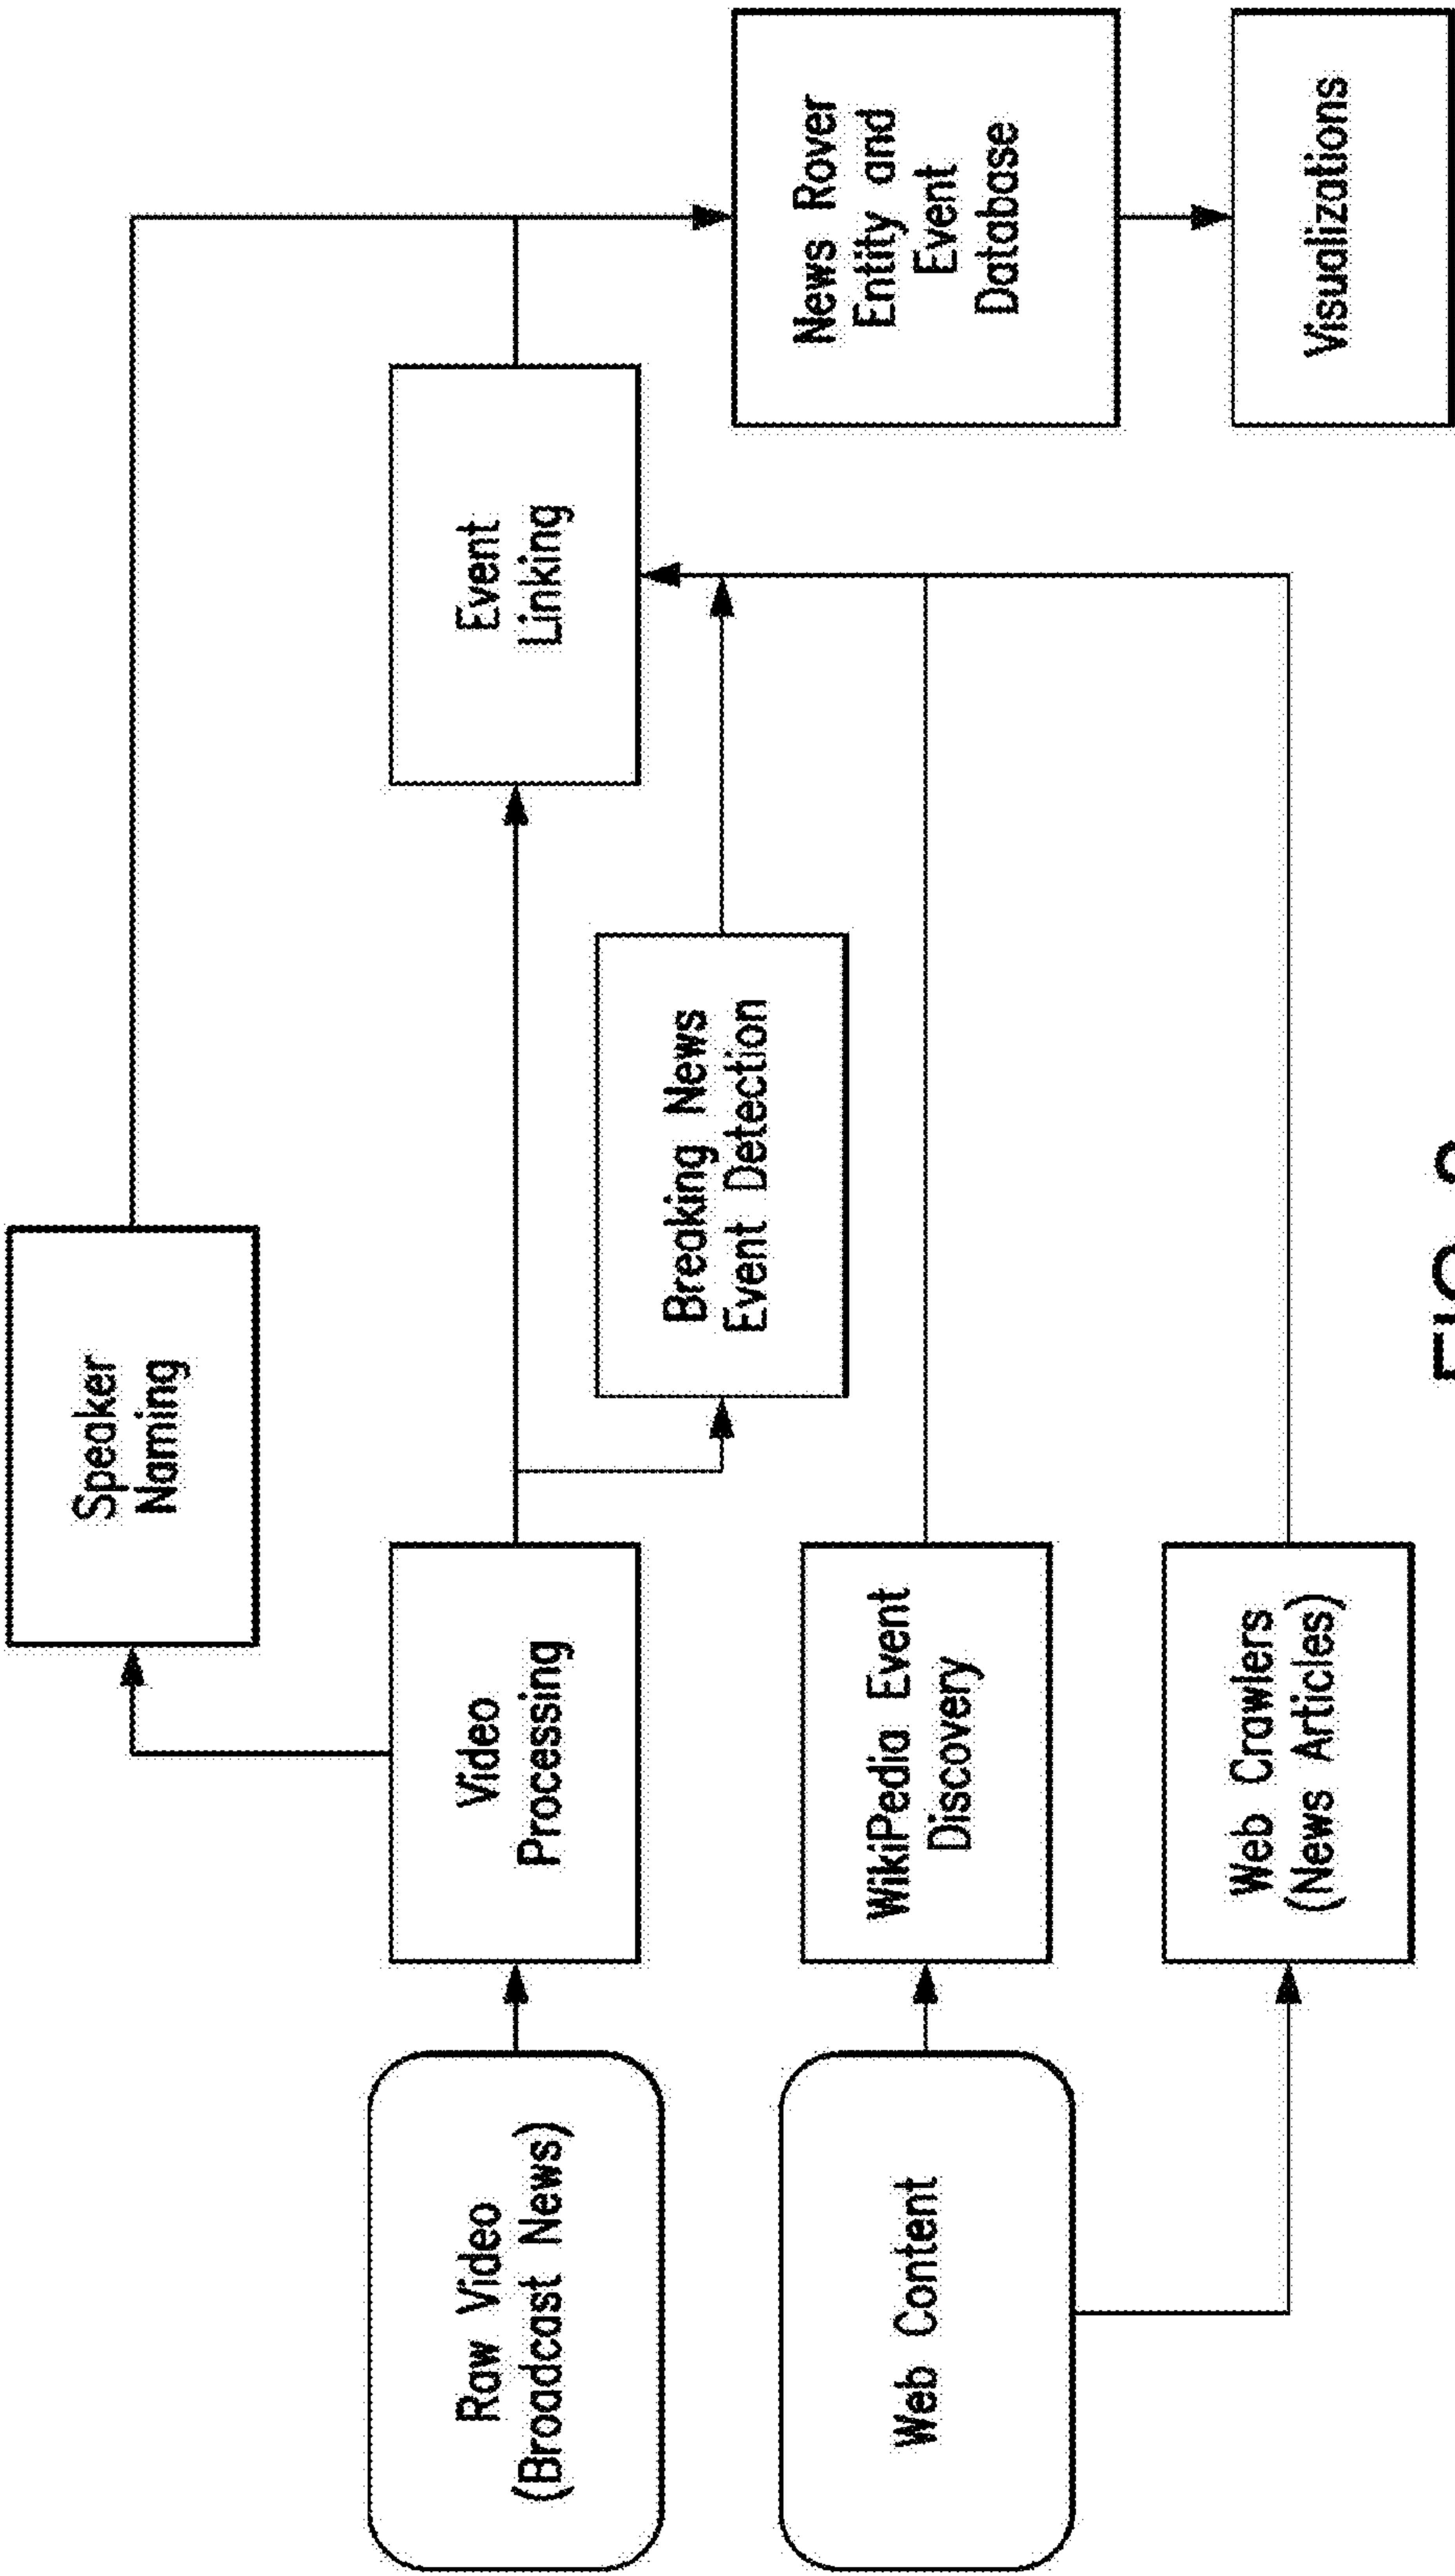 Speaker
Naming
Raw Video
(Broadcast News)
Video
Processing
Event
Linking
Breaking News
Event Detection
Web Content
WikiPedia Event
Discovery
News Rover
Entity and
Event
Database
Web Crawlers
(News Articles)
Visualizations